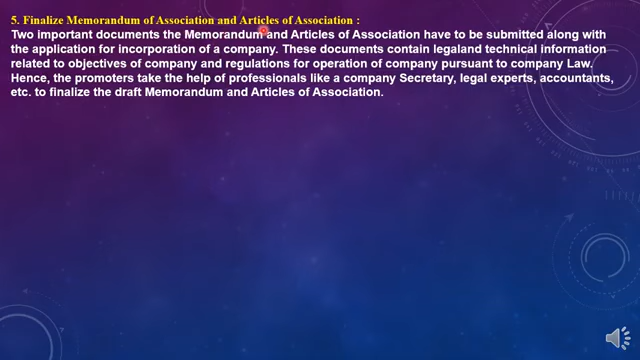 5. Finalize Memorandum of Association and Articles of Association :
Two important documents the Memorandum and Articles of Association have to be submitted along with
the application for incorporation of a company. These documents contain legaland technical information
related to objectives of company and regulations for operation of company pursuant to company Law.
Hence, the promoters take the help of professionals like a company Secretary, legal experts, accountants,
etc. to finalize the draft Memorandum and Articles of Association.